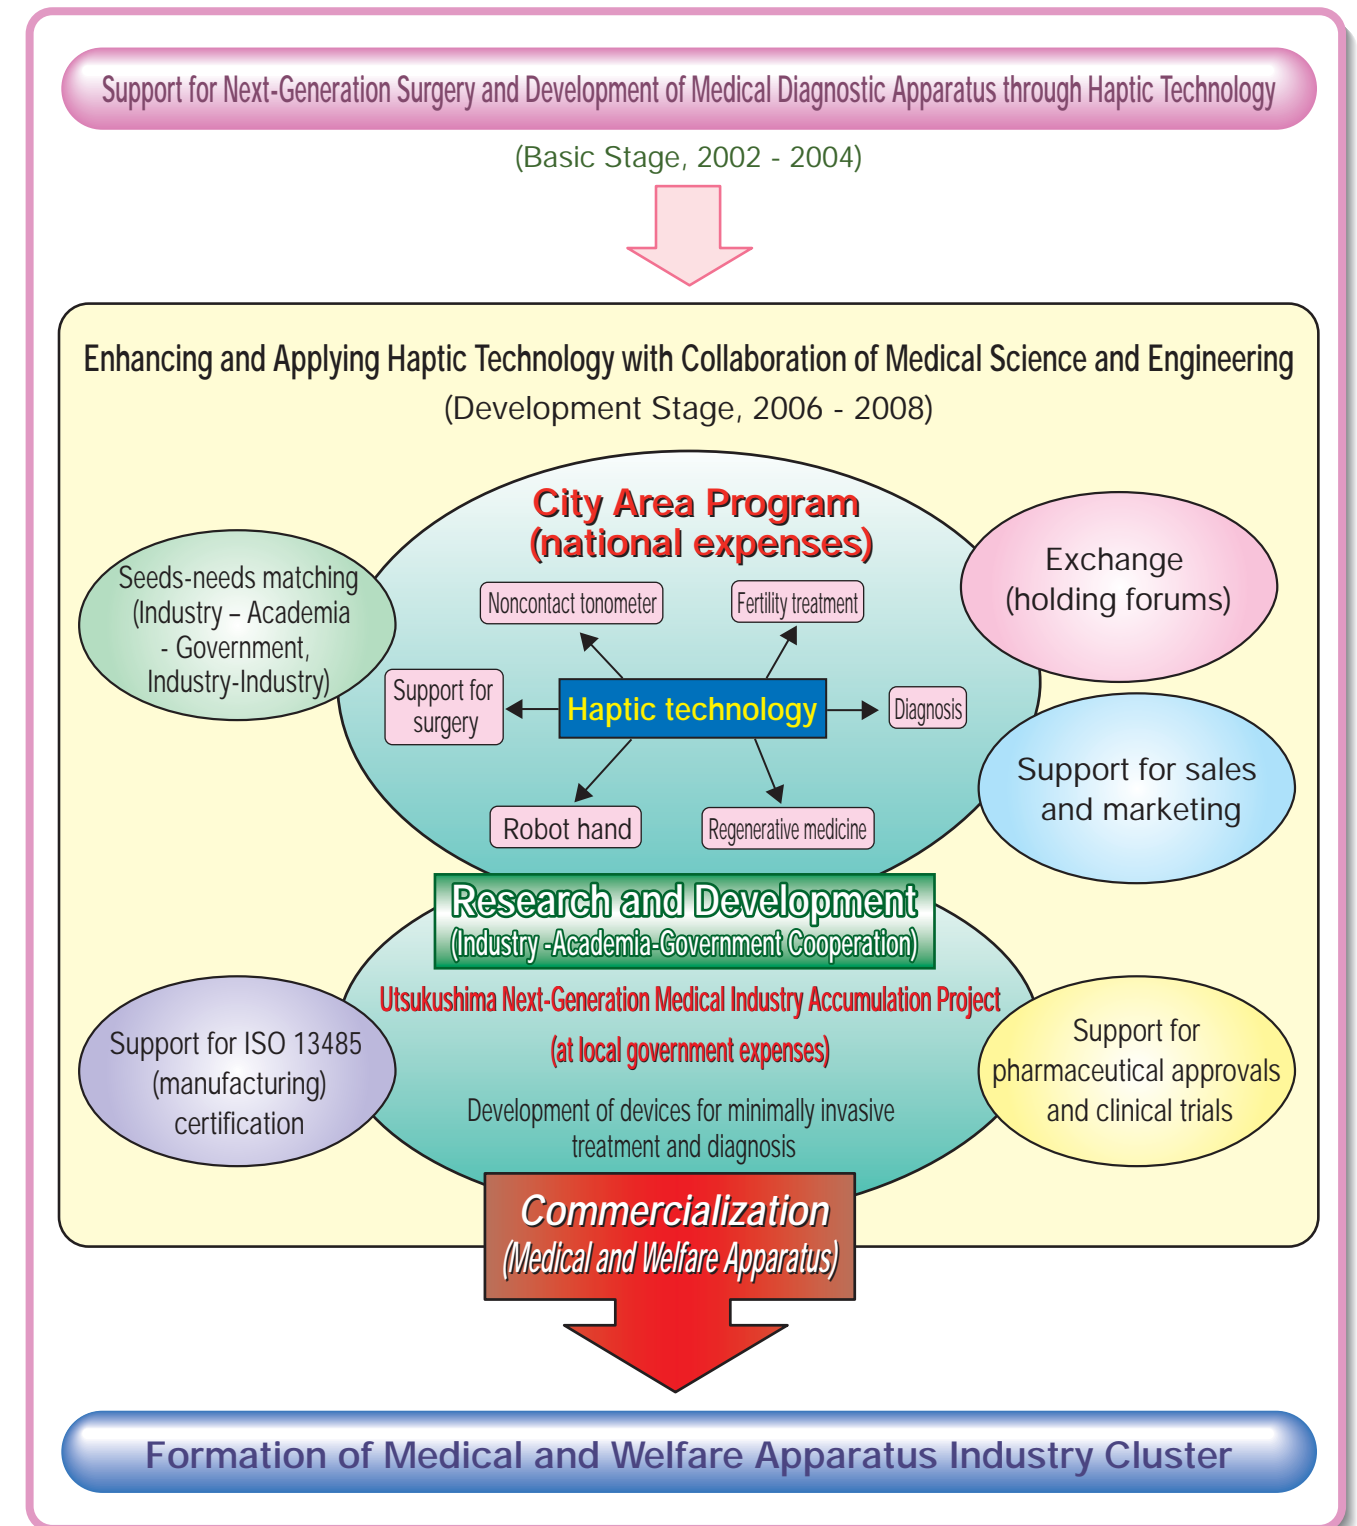 Support for Next-Generation Surgery and Development of Medical Diagnostic Apparatus through Haptic Technology
(Basic Stage, 2002 - 2004)
Enhancing and Applying Haptic Technology with Collaboration of Medical Science and Engineering
(Development Stage, 2006 - 2008)
City Area Program
(national expenses)
Seeds-needs matching
(Industry – Academia
- Government,
Industry-Industry)
Exchange
(holding forums)
Noncontact tonometer
Fertility treatment
Support for
surgery
Haptic technology
Diagnosis
Robot hand
Regenerative medicine
Support for sales
and marketing
Research and Development
(Industry -Academia-Government Cooperation)
Utsukushima Next-Generation Medical Industry Accumulation Project
(at local government expenses)
Development of devices for minimally invasive
treatment and diagnosis
Support for ISO 13485
(manufacturing)
certification
Support for
pharmaceutical approvals
and clinical trials
Commercialization
(Medical and Welfare Apparatus)
Formation of Medical and Welfare Apparatus Industry Cluster